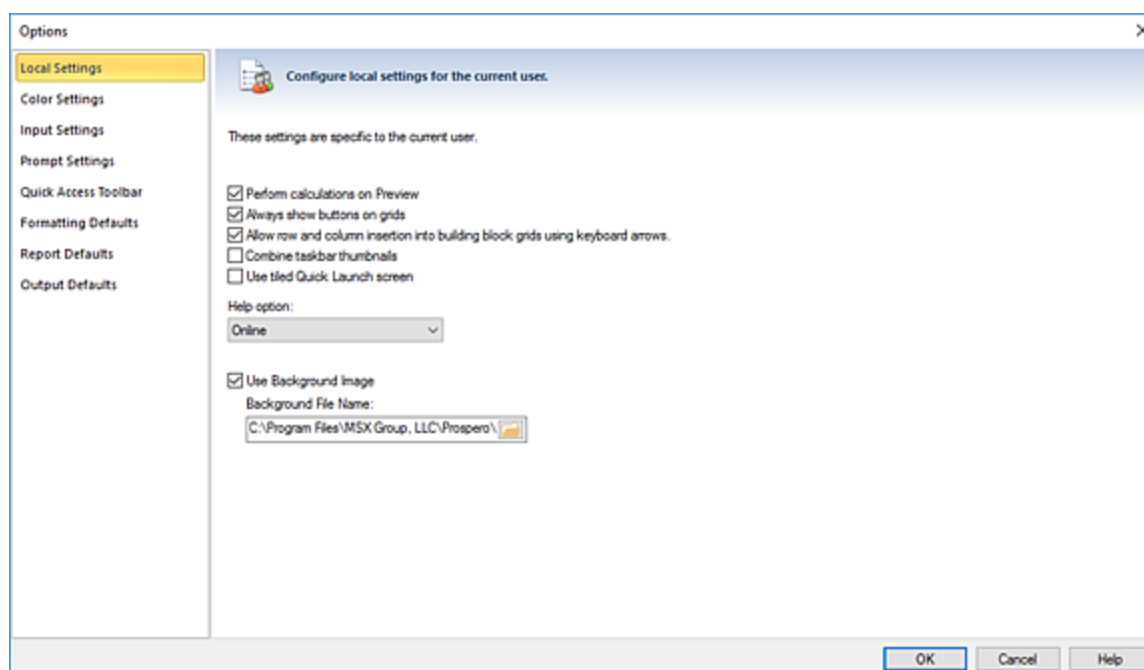 Options
Local Settings
Color Settings
Input Settings
Prompt Settings
Quick Access Toolbar
Formatting Defaults
Report Defaults
Output Defaults
Configure local settings for the current user.
These settings are specific to the current user.
Perform calculations on Preview
Always show buttons on grids
Allow row and column insertion into building block grids using keyboard arrows.
Combine taskbar thumbnails
Use tiled Quick Launch screen
Help option:
Online
Use Background Image
Background File Name:
C:\Program Files\MSX Group, LLC\Prospero\
OK
Cancel
Help